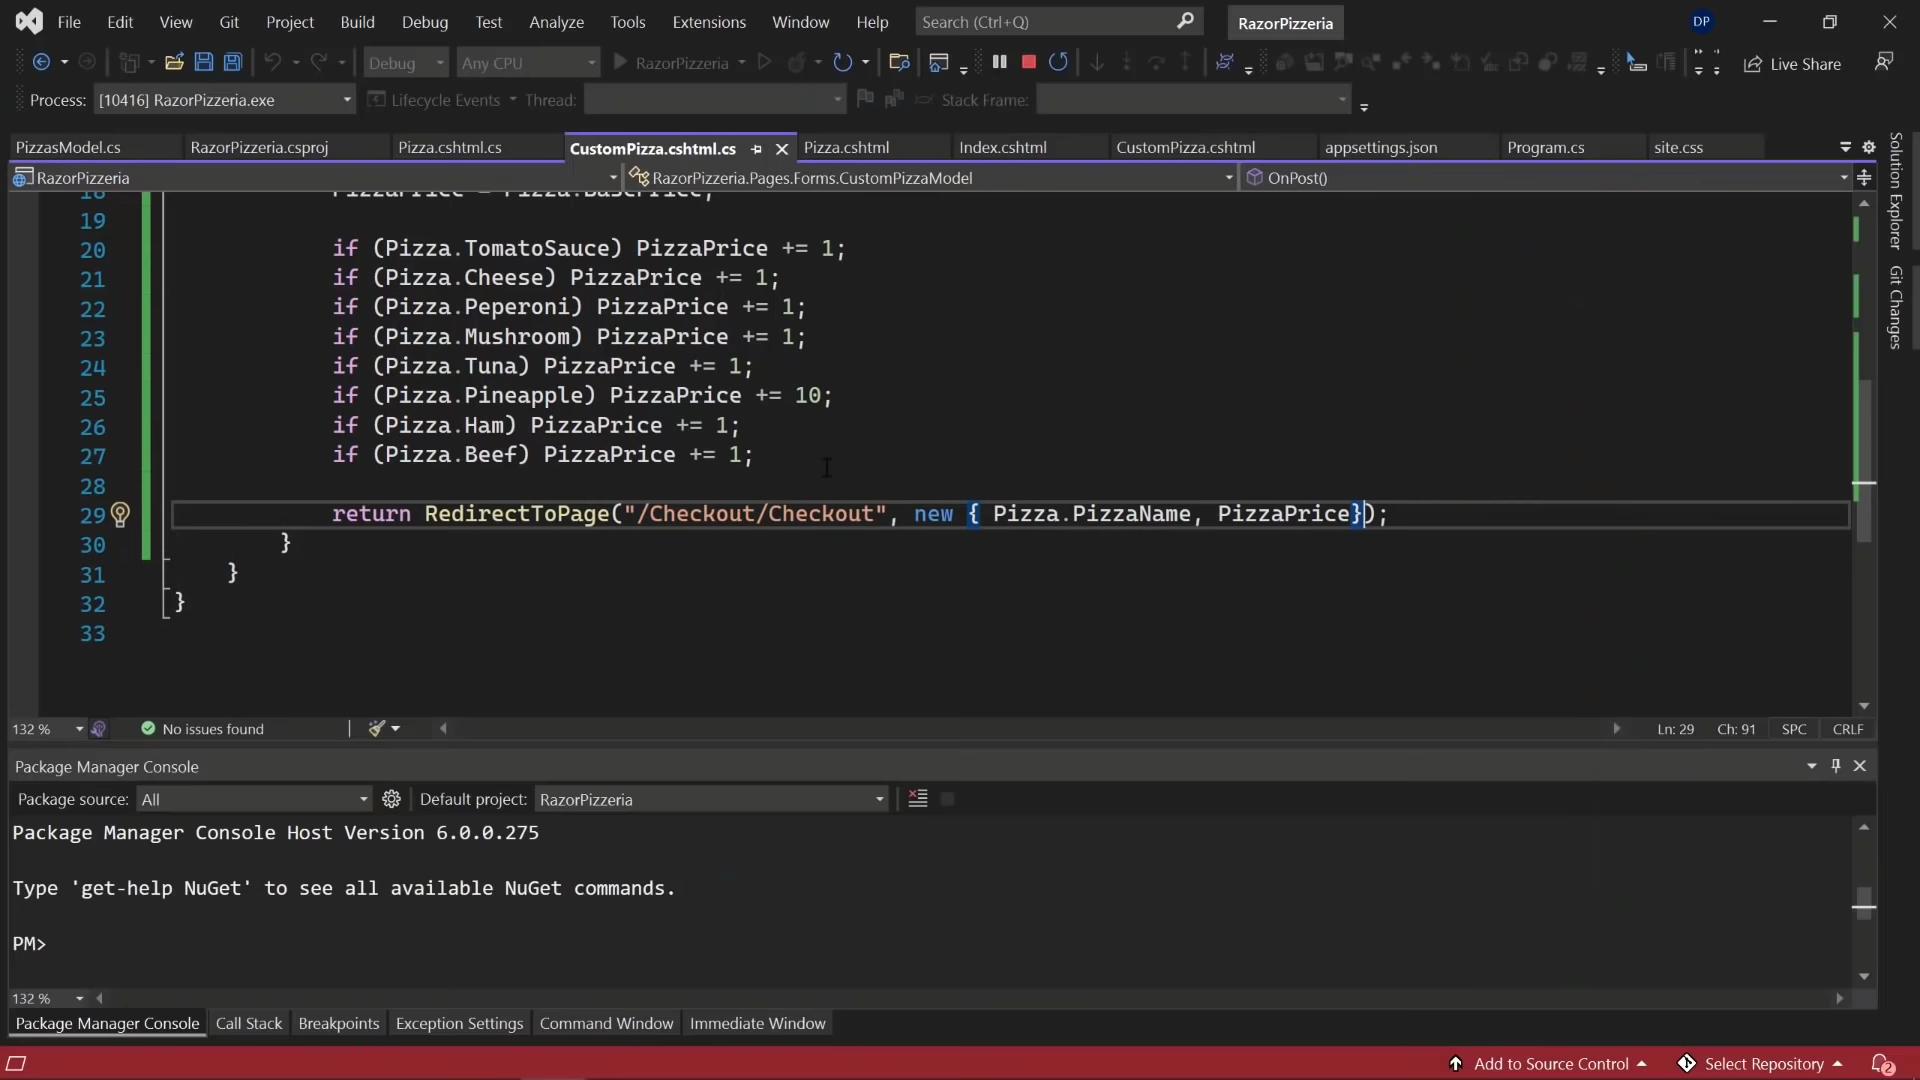 File Edit View Git Project Build Debug Test Analyze Tools Extensions Window Help Search (Ctrl+Q) RazorPizzeria DP
Debug Any CPU RazorPizzeria Live Share
Process: [10416] RazorPizzeria.exe Lifecycle Events Thread: Stack Frame:
PizzasModel.cs RazorPizzeria.csproj Pizza.cshtml.cs CustomPizza.cshtml.cs Pizza.cshtml Index.cshtml CustomPizza.cshtml appsettings.json Program.cs site.css
RazorPizzeria RazorPizzeria.Pages.Forms.CustomPizzaModel OnPost()
18 PizzaPrice = Pizza.BasePrice;
19
20 if (Pizza.TomatoSauce) PizzaPrice += 1;
21 if (Pizza.Cheese) PizzaPrice += 1;
22 if (Pizza.Peperoni) PizzaPrice += 1;
23 if (Pizza.Mushroom) PizzaPrice += 1;
24 if (Pizza.Tuna) PizzaPrice += 1;
25 if (Pizza.Pineapple) PizzaPrice += 10;
26 if (Pizza.Ham) PizzaPrice += 1;
27 if (Pizza.Beef) PizzaPrice += 1;
28
29 return RedirectToPage("/Checkout/Checkout", new { Pizza.PizzaName, PizzaPrice});
30 }
31 }
32 }
33
Solution Explorer
Git Changes
132 % No issues found Ln: 29 Ch: 91 SPC CRLF
Package Manager Console
Package source: All Default project: RazorPizzeria
Package Manager Console Host Version 6.0.0.275
Type 'get-help NuGet' to see all available NuGet commands.
PM>
132 %
Package Manager Console Call Stack Breakpoints Exception Settings Command Window Immediate Window
Add to Source Control Select Repository 2